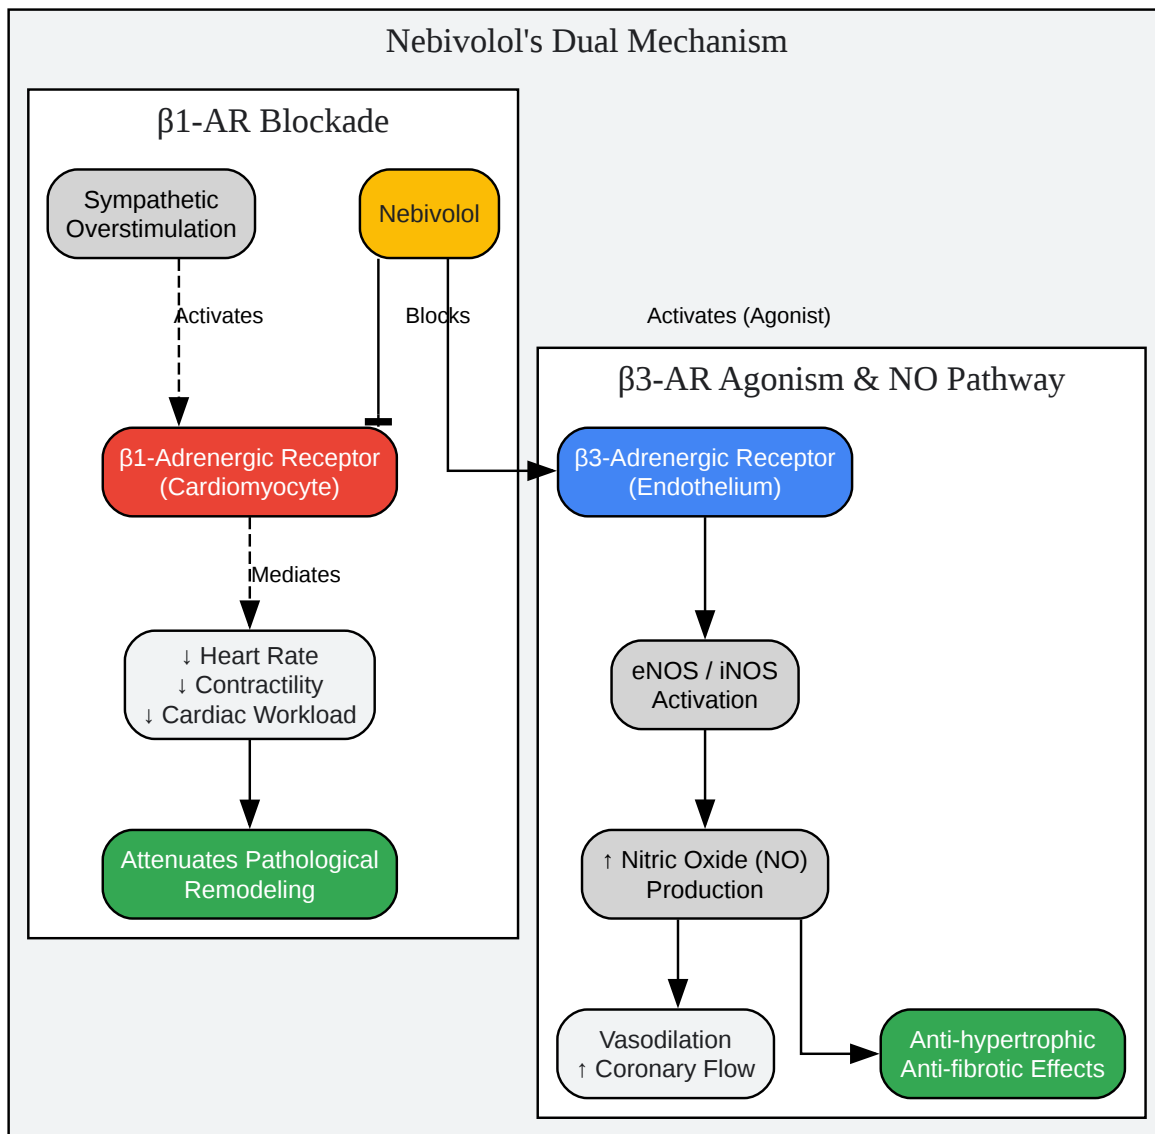 Nebivolol's Dual Mechanism
β1-AR Blockade
Sympathetic
Overstimulation
Nebivolol
Activates
Blocks
Activates (Agonist)
β3-AR Agonism & NO Pathway
β1-Adrenergic Receptor
(Cardiomyocyte)
β3-Adrenergic Receptor
(Endothelium)
Mediates
↓ Heart Rate
↓ Contractility
↓ Cardiac Workload
eNOS / iNOS
Activation
Attenuates Pathological
Remodeling
↑ Nitric Oxide (NO)
Production
Vasodilation
↑ Coronary Flow
Anti-hypertrophic
Anti-fibrotic Effects